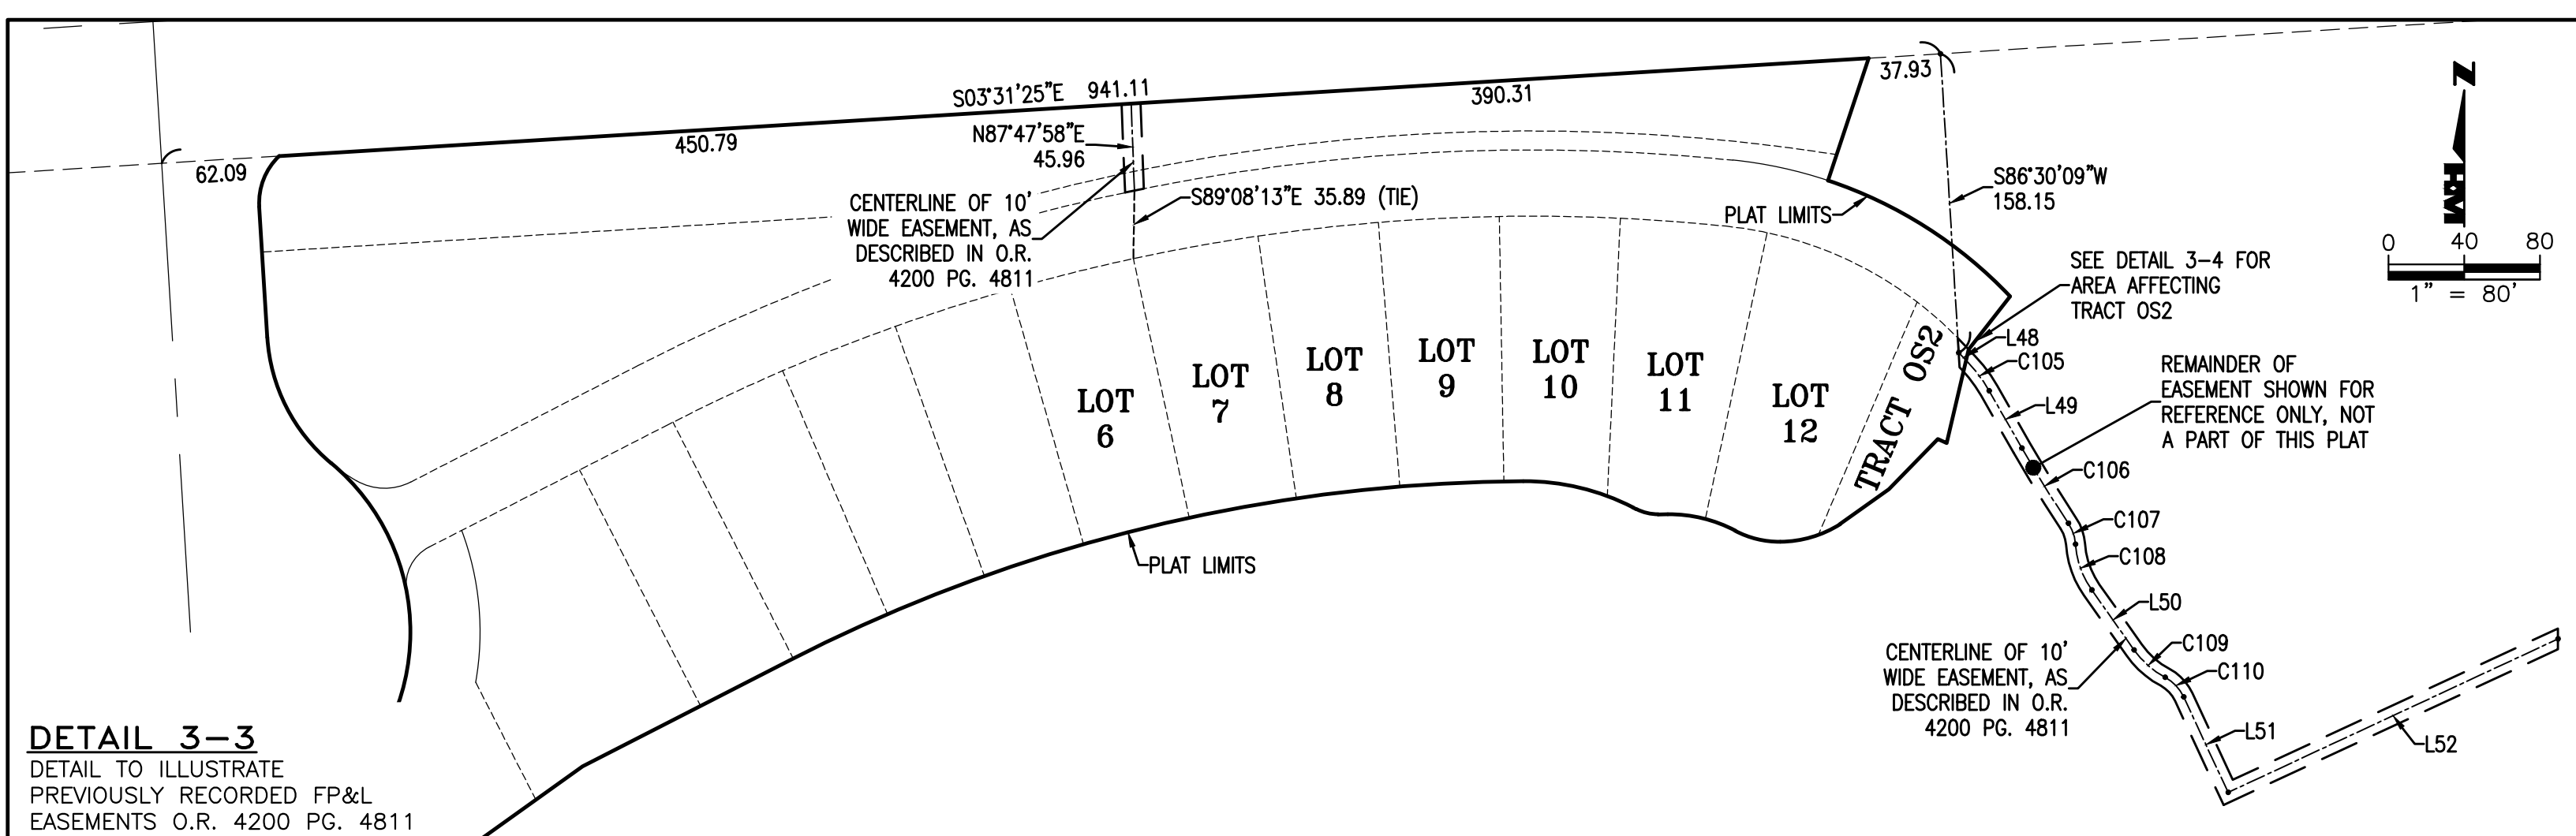 S03°31'25"E 941.11
37.93
390.31
450.79
62.09
N87°47'58"E
45.96
CENTERLINE OF 10'
WIDE EASEMENT, AS
DESCRIBED IN O.R.
4200 PG. 4811
S89°08'13"E 35.89 (TIE)
PLAT LIMITS
S86°30'09"W
158.15
N
HM
0 40 80
1" = 80'
SEE DETAIL 3-4 FOR
AREA AFFECTING
TRACT OS2
L48
C105
L49
REMAINDER OF
EASEMENT SHOWN FOR
REFERENCE ONLY, NOT
A PART OF THIS PLAT
C106
C107
C108
L50
C109
C110
L51
L52
CENTERLINE OF 10'
WIDE EASEMENT, AS
DESCRIBED IN O.R.
4200 PG. 4811
LOT
6
LOT
7
LOT
8
LOT
9
LOT
10
LOT
11
LOT
12
TRACT OS2
PLAT LIMITS
DETAIL 3-3
DETAIL TO ILLUSTRATE
PREVIOUSLY RECORDED FP&L
EASEMENTS O.R. 4200 PG. 4811